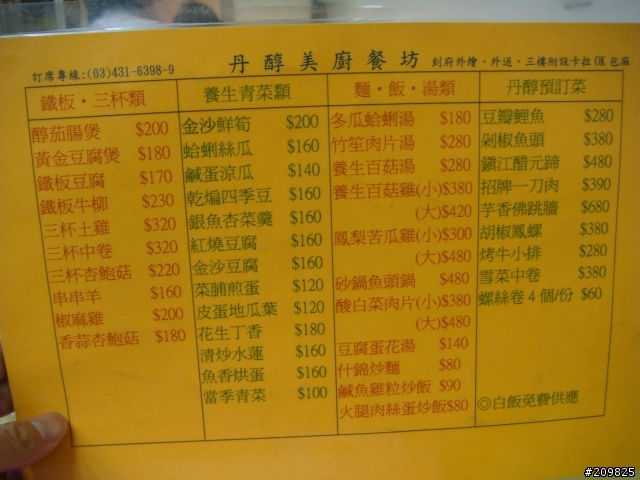 丹醇美廚餐坊
訂席專線:(03)431-6398-9
到府外燴、外送、三樓附設卡拉OK包廂
鐵板·三杯類
醇茄腸煲 $200
黃金豆腐煲 $180
鐵板豆腐 $170
鐵板牛柳 $230
三杯土雞 $320
三杯中卷 $320
三杯杏鮑菇 $220
串串羊 $160
椒麻雞 $200
香蒜杏鮑菇 $180
養生青菜類
金沙鮮筍 $200
蛤蜊絲瓜 $160
鹹蛋涼瓜 $140
乾煸四季豆 $160
銀魚杏菜羹 $160
紅燒豆腐 $160
金沙豆腐 $160
菜脯煎蛋 $120
皮蛋地瓜葉 $120
花生丁香 $180
清炒水蓮 $160
魚香烘蛋 $160
當季青菜 $100
麵·飯·湯類
冬瓜蛤蜊湯 $180
竹笙肉片湯 $280
養生百菇湯 $280
養生百菇雞(小)$380
(大)$420
鳳梨苦瓜雞(小)$300
(大)$480
砂鍋魚頭鍋 $480
酸白菜肉片(小)$380
(大)$480
豆腐蛋花湯 $140
什錦炒麵 $80
鹹魚雞粒炒飯 $90
火腿肉絲蛋炒飯$80
丹醇預訂菜
豆瓣鯉魚 $280
剁椒魚頭 $380
鎮江醋元蹄 $480
招牌一刀肉 $390
芋香佛跳牆 $680
胡椒鳳螺 $380
烤牛小排 $280
雪菜中卷 $380
螺絲卷4個/份 $60
◎白飯免費供應
#209825